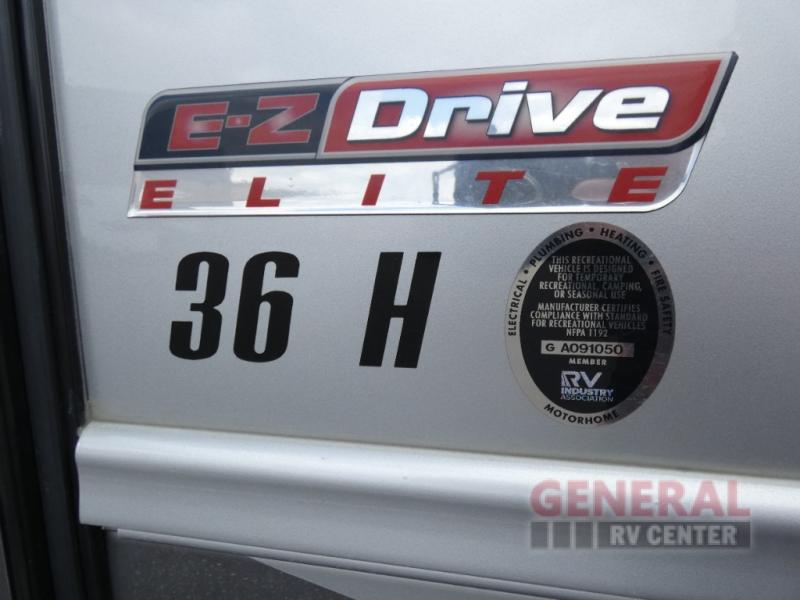 E-Z Drive
ELITE
36 H
ELECTRICAL • PLUMBING • HEATING • FIRE SAFETY
THIS RECREATIONAL
VEHICLE IS DESIGNED
FOR TEMPORARY
RECREATIONAL, CAMPING,
OR SEASONAL USE
MANUFACTURER CERTIFIES
COMPLIANCE WITH STANDARD
FOR RECREATIONAL VEHICLES
NFPA 1192
G A091050
MEMBER
RV
INDUSTRY
ASSOCIATION
MOTORHOME
GENERAL
RV CENTER